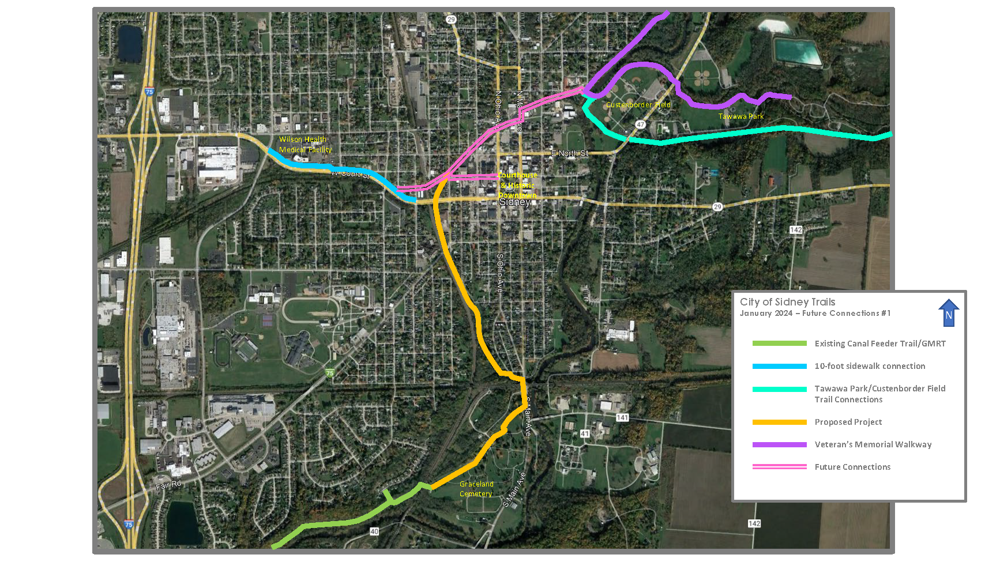 29
75
N Ohio Ave
N Main Ave
Custenborder Field
Tawawa Park
47
Wilson Health
Medical Facility
E North St
W Court St
Courthouse
& Historic
Downtown
Sidney
29
142
S Ohio Ave
City of Sidney Trails
January 2024 – Future Connections #1
N
Existing Canal Feeder Trail/GMRT
10-foot sidewalk connection
Tawawa Park/Custenborder Field
Trail Connections
Proposed Project
Veteran's Memorial Walkway
Future Connections
75
S Main Ave
141
41
Fair Rd
Graceland
Cemetery
S Main Ave
75
40
142